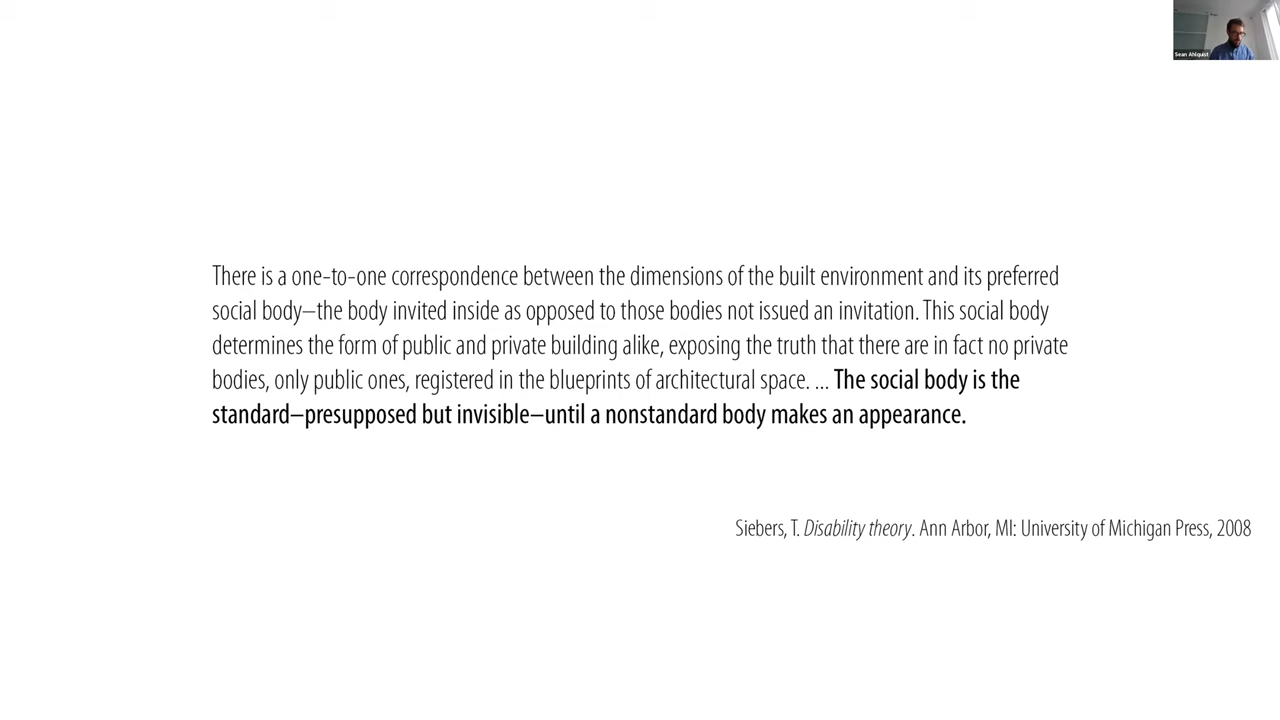 Sean Ahlquist
There is a one-to-one correspondence between the dimensions of the built environment and its preferred
social body–the body invited inside as opposed to those bodies not issued an invitation. This social body
determines the form of public and private building alike, exposing the truth that there are in fact no private
bodies, only public ones, registered in the blueprints of architectural space. ... The social body is the
standard–presupposed but invisible–until a nonstandard body makes an appearance.
Siebers, T. Disability theory. Ann Arbor, MI: University of Michigan Press, 2008